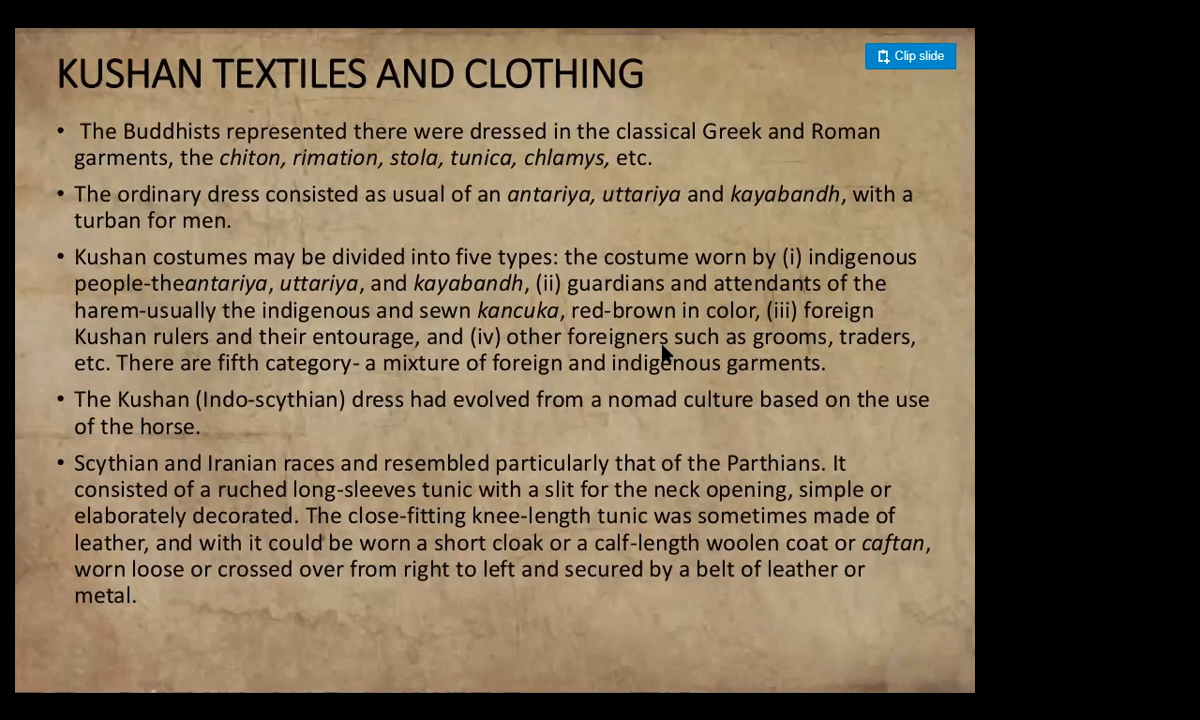 KUSHAN TEXTILES AND CLOTHING
Clip slide
• The Buddhists represented there were dressed in the classical Greek and Roman
garments, the chiton, rimation, stola, tunica, chlamys, etc.
• The ordinary dress consisted as usual of an antariya, uttariya and kayabandh, with a
turban for men.
• Kushan costumes may be divided into five types: the costume worn by (i) indigenous
people-theantariya, uttariya, and kayabandh, (ii) guardians and attendants of the
harem-usually the indigenous and sewn kancuka, red-brown in color, (iii) foreign
Kushan rulers and their entourage, and (iv) other foreigners such as grooms, traders,
etc. There are fifth category- a mixture of foreign and indigenous garments.
• The Kushan (Indo-scythian) dress had evolved from a nomad culture based on the use
of the horse.
• Scythian and Iranian races and resembled particularly that of the Parthians. It
consisted of a ruched long-sleeves tunic with a slit for the neck opening, simple or
elaborately decorated. The close-fitting knee-length tunic was sometimes made of
leather, and with it could be worn a short cloak or a calf-length woolen coat or caftan,
worn loose or crossed over from right to left and secured by a belt of leather or
metal.